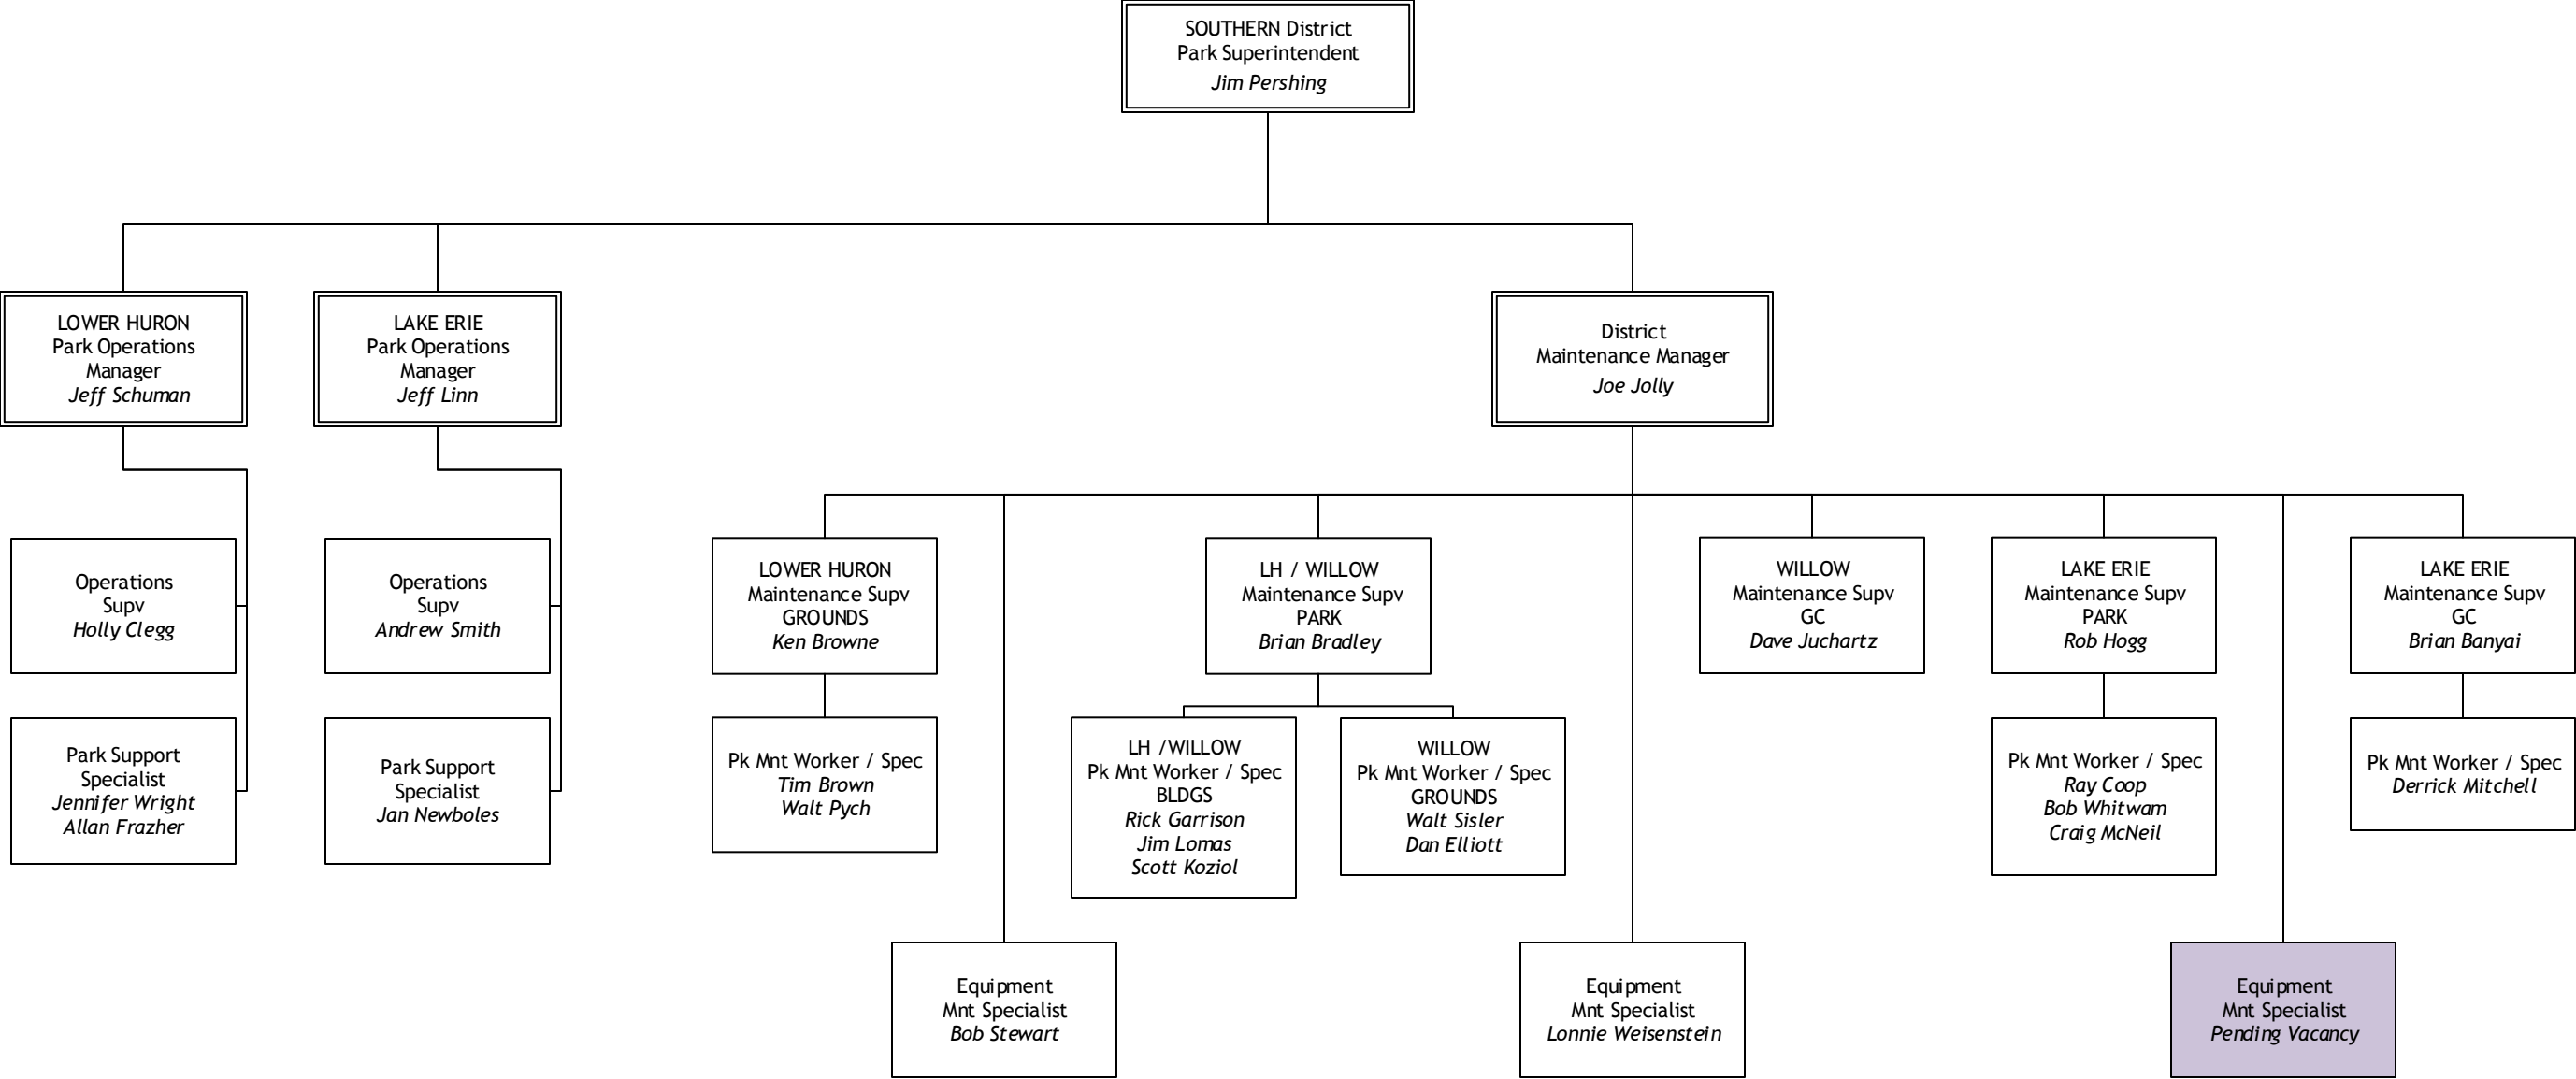 SOUTHERN District
Park Superintendent
Jim Pershing
LOWER HURON
Park Operations
Manager
Jeff Schuman
LAKE ERIE
Park Operations
Manager
Jeff Linn
District
Maintenance Manager
Joe Jolly
Operations
Supv
Holly Clegg
Operations
Supv
Andrew Smith
LOWER HURON
Maintenance Supv
GROUNDS
Ken Browne
LH / WILLOW
Maintenance Supv
PARK
Brian Bradley
WILLOW
Maintenance Supv
GC
Dave Juchartz
LAKE ERIE
Maintenance Supv
PARK
Rob Hogg
LAKE ERIE
Maintenance Supv
GC
Brian Banyai
Park Support
Specialist
Jennifer Wright
Allan Frazher
Park Support
Specialist
Jan Newboles
Pk Mnt Worker / Spec
Tim Brown
Walt Pych
LH /WILLOW
Pk Mnt Worker / Spec
BLDGS
Rick Garrison
Jim Lomas
Scott Koziol
WILLOW
Pk Mnt Worker / Spec
GROUNDS
Walt Sisler
Dan Elliott
Pk Mnt Worker / Spec
Ray Coop
Bob Whitwam
Craig McNeil
Pk Mnt Worker / Spec
Derrick Mitchell
Equipment
Mnt Specialist
Bob Stewart
Equipment
Mnt Specialist
Lonnie Weisenstein
Equipment
Mnt Specialist
Pending Vacancy